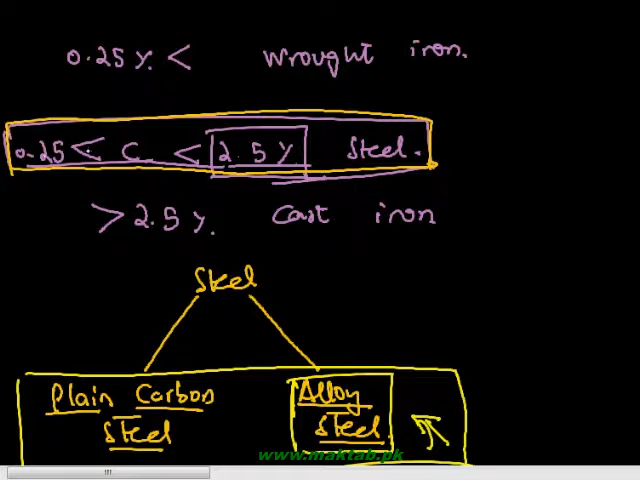 0.25 % < wrought iron.
0.25 < C < 2.5 % Steel.
> 2.5 %. Cast iron
Steel
Plain Carbon Steel
Alloy Steel
www.maktab.pk